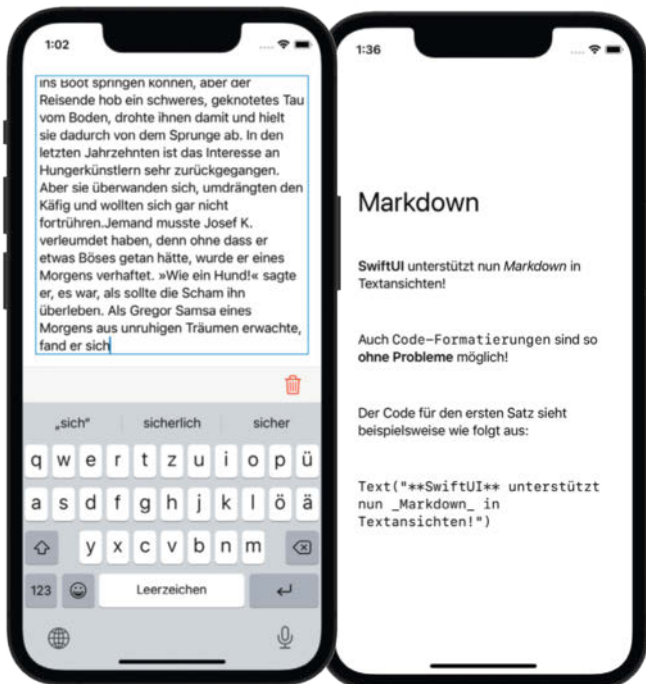 1:02
ins Boot springen können, aber der
Reisende hob ein schweres, geknotetes Tau
vom Boden, drohte ihnen damit und hielt
sie dadurch von dem Sprunge ab. In den
letzten Jahrzehnten ist das Interesse an
Hungerkünstlern sehr zurückgegangen.
Aber sie überwanden sich, umdrängten den
Käfig und wollten sich gar nicht
fortrühren.Jemand musste Josef K.
verleumdet haben, denn ohne dass er
etwas Böses getan hätte, wurde er eines
Morgens verhaftet. »Wie ein Hund!« sagte
er, es war, als sollte die Scham ihn
überleben. Als Gregor Samsa eines
Morgens aus unruhigen Träumen erwachte,
fand er sich
„sich“ sicherlich sicher
q w e r t z u i o p ü
a s d f g h j k l ö ä
y x c v b n m
123 Leerzeichen
1:36
Markdown
SwiftUI unterstützt nun Markdown in
Textansichten!
Auch Code-Formatierungen sind so
ohne Probleme möglich!
Der Code für den ersten Satz sieht
beispielsweise wie folgt aus:
Text("**SwiftUI** unterstützt
nun _Markdown_ in
Textansichten!")